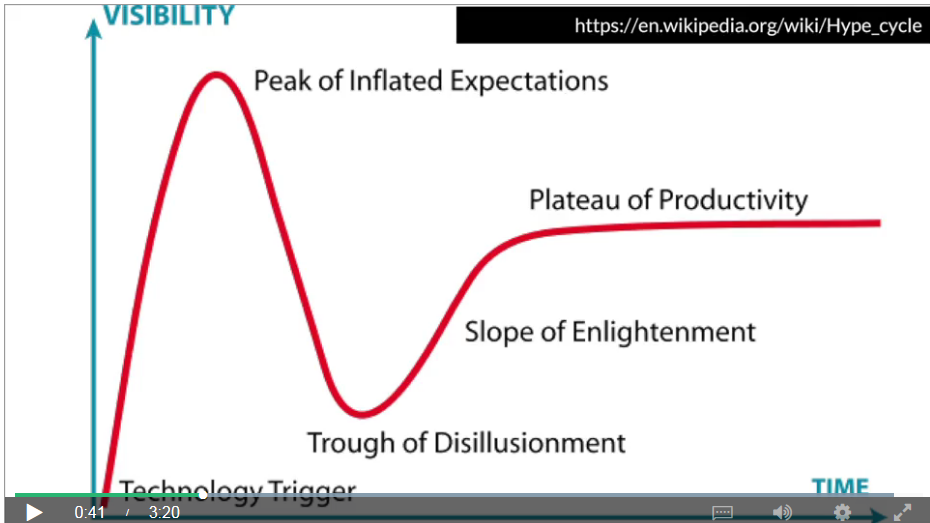 VISIBILITY
https://en.wikipedia.org/wiki/Hype_cycle
Peak of Inflated Expectations
Plateau of Productivity
Slope of Enlightenment
Trough of Disillusionment
Technology Trigger
TIME
0:41 / 3:20